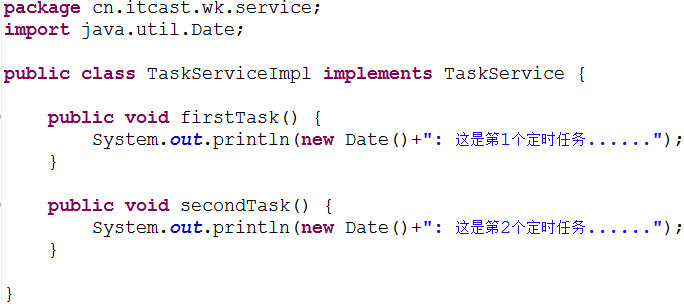 package cn.itcast.wk.service;
import java.util.Date;
public class TaskServiceImpl implements TaskService {
public void firstTask() {
System.out.println(new Date()+": 这是第1个定时任务......");
}
public void secondTask() {
System.out.println(new Date()+": 这是第2个定时任务......");
}
}